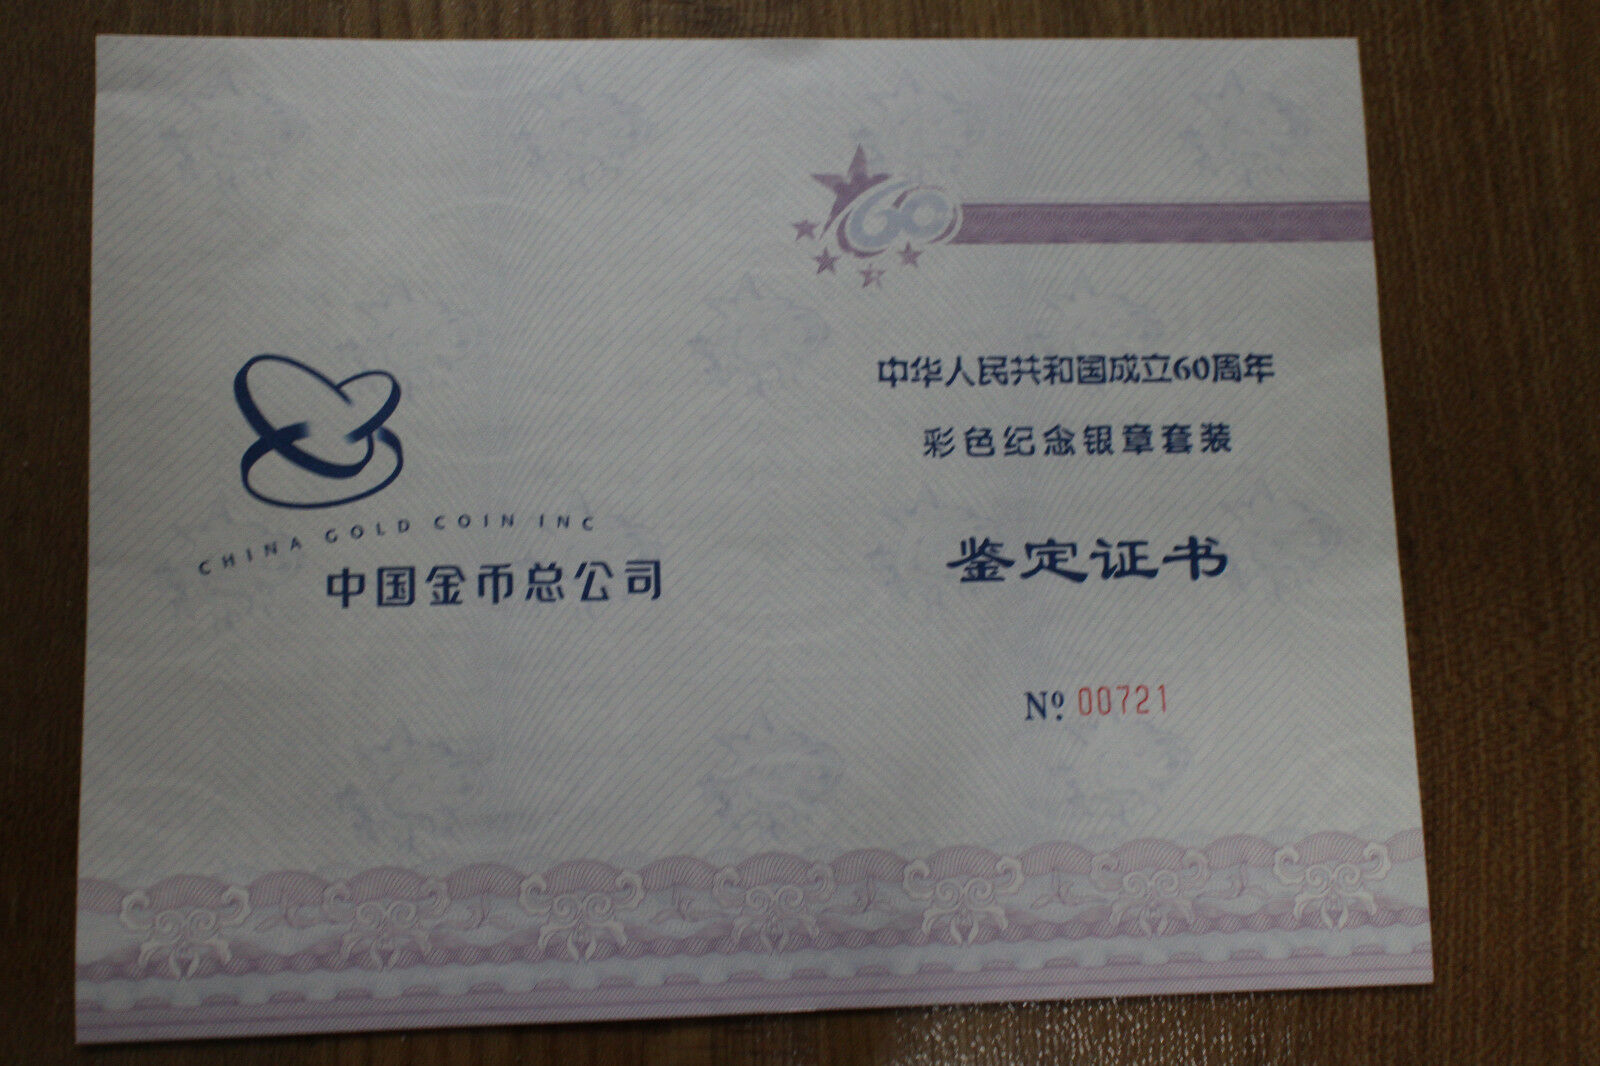 CHINA GOLD COIN INC
中国金币总公司
60
中华人民共和国成立60周年
彩色纪念银章套装
鉴定证书
Nº 00721